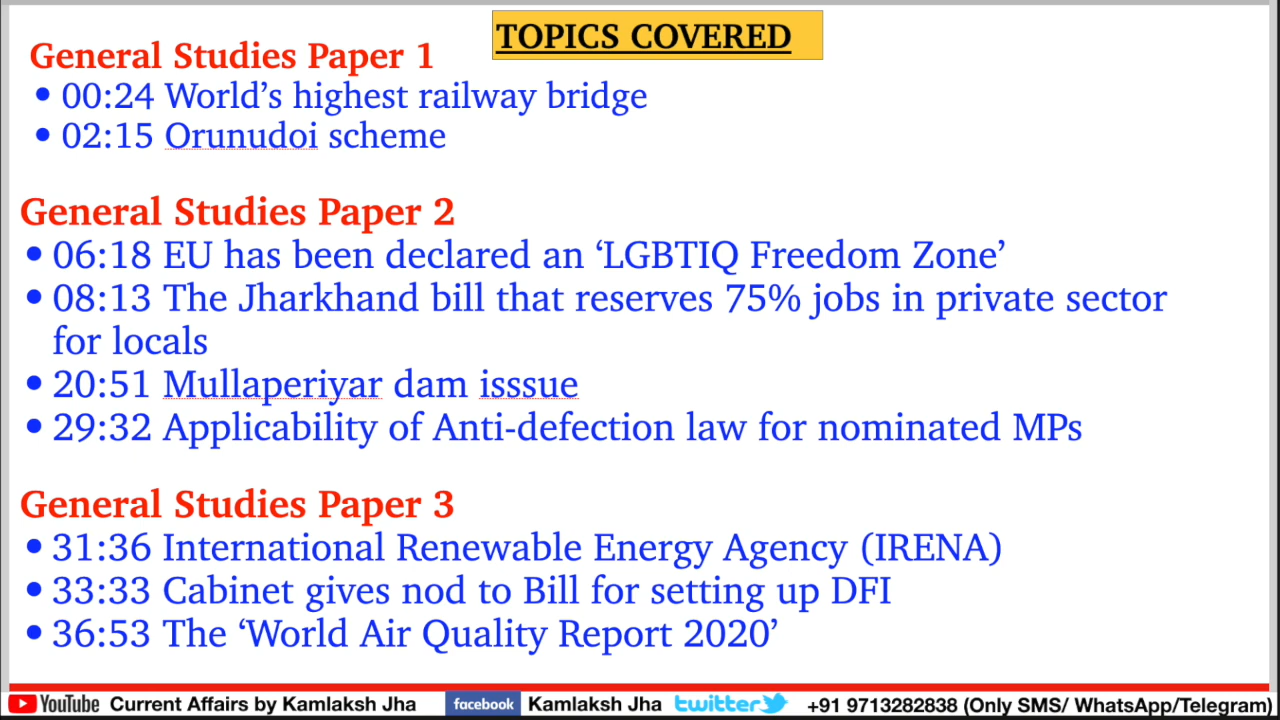 TOPICS COVERED
General Studies Paper 1
• 00:24 World's highest railway bridge
• 02:15 Orunudoi scheme
General Studies Paper 2
• 06:18 EU has been declared an ‘LGBTIQ Freedom Zone’
• 08:13 The Jharkhand bill that reserves 75% jobs in private sector
for locals
• 20:51 Mullaperiyar dam isssue
• 29:32 Applicability of Anti-defection law for nominated MPs
General Studies Paper 3
• 31:36 International Renewable Energy Agency (IRENA)
• 33:33 Cabinet gives nod to Bill for setting up DFI
• 36:53 The ‘World Air Quality Report 2020’
YouTube Current Affairs by Kamlaksh Jha facebook Kamlaksh Jha twitter +91 9713282838 (Only SMS/ WhatsApp/Telegram)